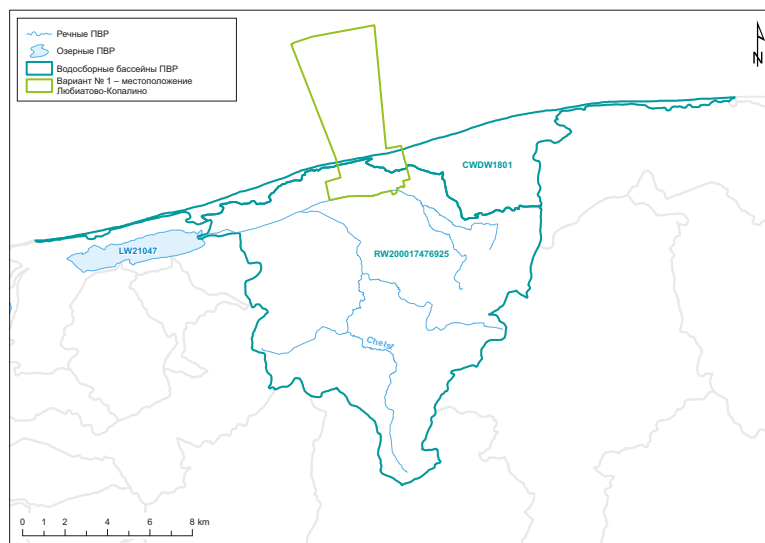 Речные ПВР
Озерные ПВР
Водосборные бассейны ПВР
Вариант № 1 – местоположение
Любиатово-Копалино
N
CWDW1801
LW21047
RW200017476925
Chelst
0 1 2 4 6 8 km